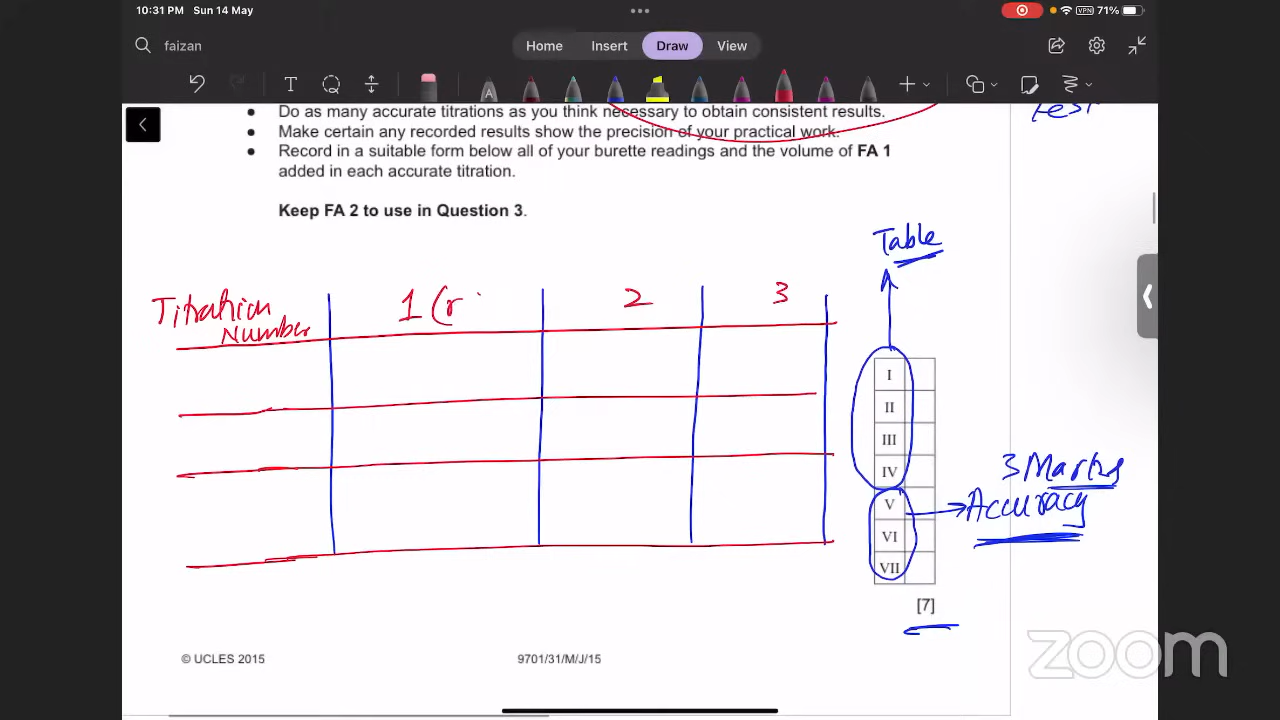 10:31 PM Sun 14 May
VPN 71%
faizan
Home Insert Draw View
T
A
• Do as many accurate titrations as you think necessary to obtain consistent results.
• Make certain any recorded results show the precision of your practical work.
• Record in a suitable form below all of your burette readings and the volume of FA 1
added in each accurate titration.
Keep FA 2 to use in Question 3.
Table
Titration
Number
1 (r
2
3
I
II
III
IV
V
VI
VII
3 Marks
Accuracy
[7]
© UCLES 2015
9701/31/M/J/15
zoom